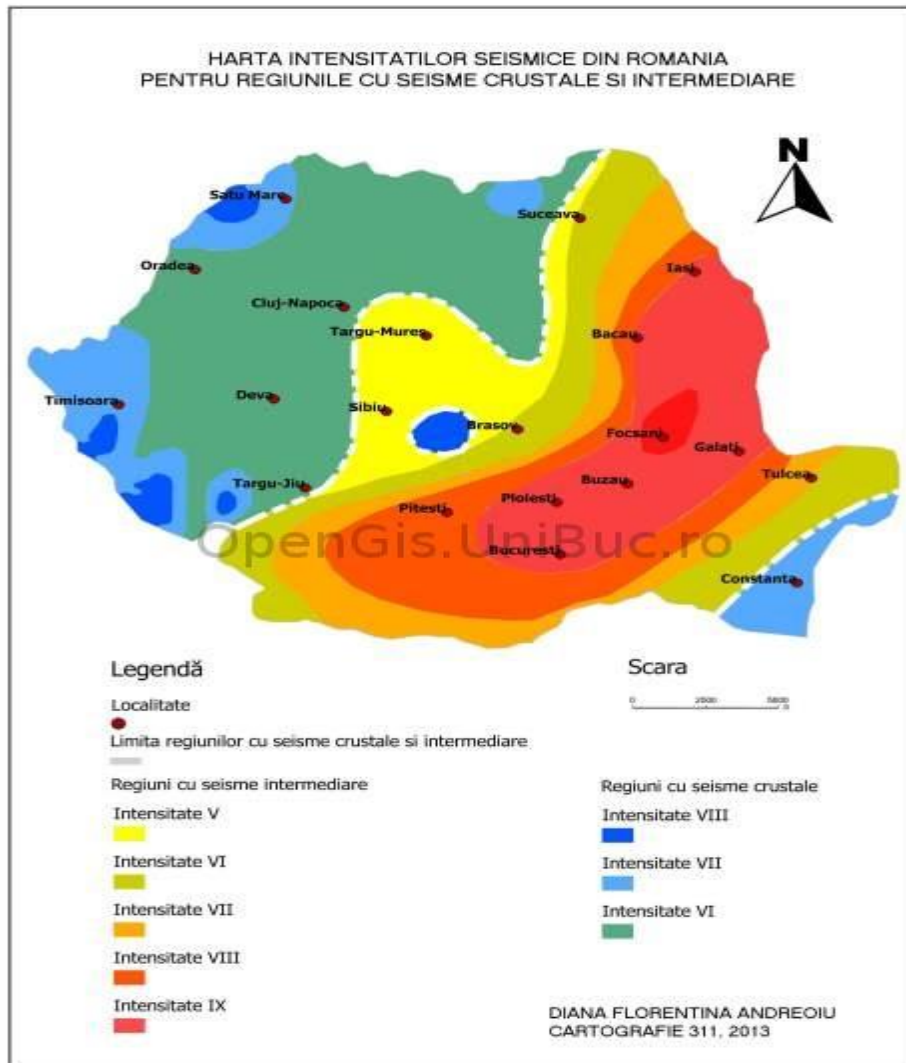 HARTA INTENSITATILOR SEISMICE DIN ROMANIA
PENTRU REGIUNILE CU SEISME CRUSTALE SI INTERMEDIARE
N
Satu Mare
Suceava
Oradea
Iasi
Cluj-Napoca
Targu-Mures
Bacau
Deva
Timisoara
Sibiu
Brasov
Focsani
Galati
Tulcea
Targu-Jiu
Buzau
Ploiesti
Pitesti
OpenGis.UniBuc.ro
Bucuresti
Constanta
Legendă
Scara
Localitate
0 2500 5000
0
Limita regiunilor cu seisme crustale si intermediare
Regiuni cu seisme intermediare
Regiuni cu seisme crustale
Intensitate V
Intensitate VIII
Intensitate VI
Intensitate VII
Intensitate VII
Intensitate VI
Intensitate VIII
Intensitate IX
DIANA FLORENTINA ANDREOIU
CARTOGRAFIE 311, 2013